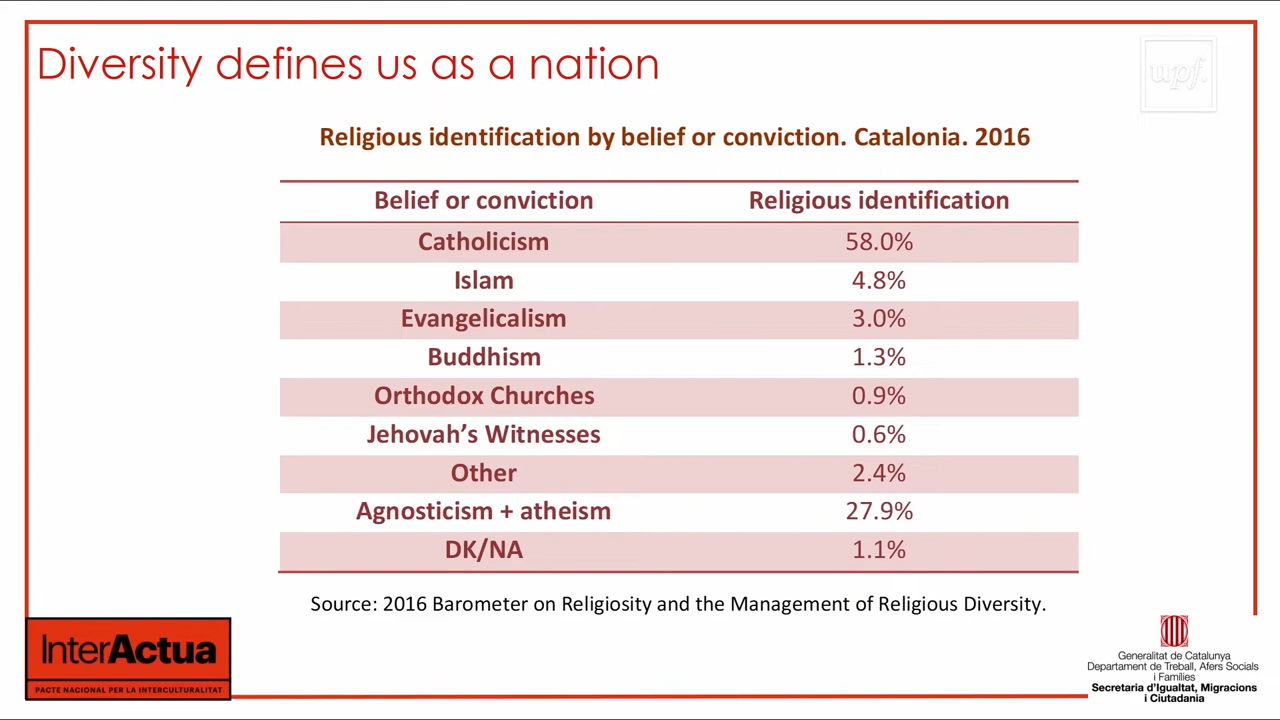 Diversity defines us as a nation
upf.
Religious identification by belief or conviction. Catalonia. 2016
Belief or conviction Religious identification
Catholicism 58.0%
Islam 4.8%
Evangelicalism 3.0%
Buddhism 1.3%
Orthodox Churches 0.9%
Jehovah’s Witnesses 0.6%
Other 2.4%
Agnosticism + atheism 27.9%
DK/NA 1.1%
Source: 2016 Barometer on Religiosity and the Management of Religious Diversity.
InterActua
PACTE NACIONAL PER LA INTERCULTURALITAT
Generalitat de Catalunya
Departament de Treball, Afers Socials
i Famílies
Secretaria d’Igualtat, Migracions
i Ciutadania